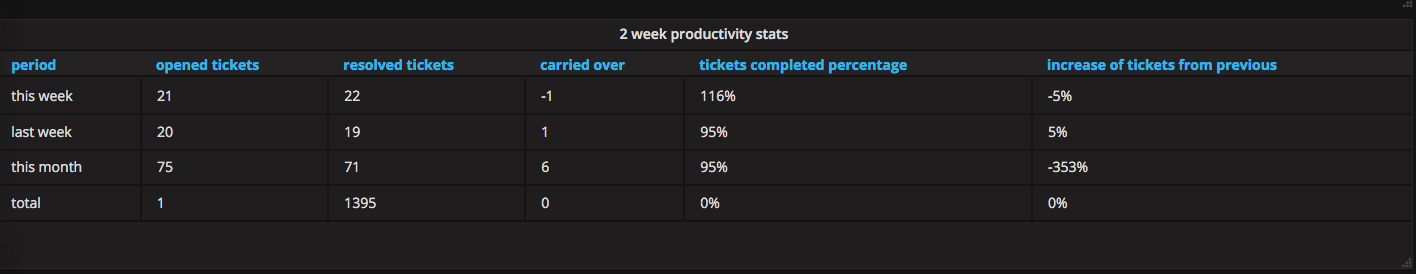 2 week productivity stats
period opened tickets resolved tickets carried over tickets completed percentage increase of tickets from previous
this week 21 22 -1 116% -5%
last week 20 19 1 95% 5%
this month 75 71 6 95% -353%
total 1 1395 0 0% 0%